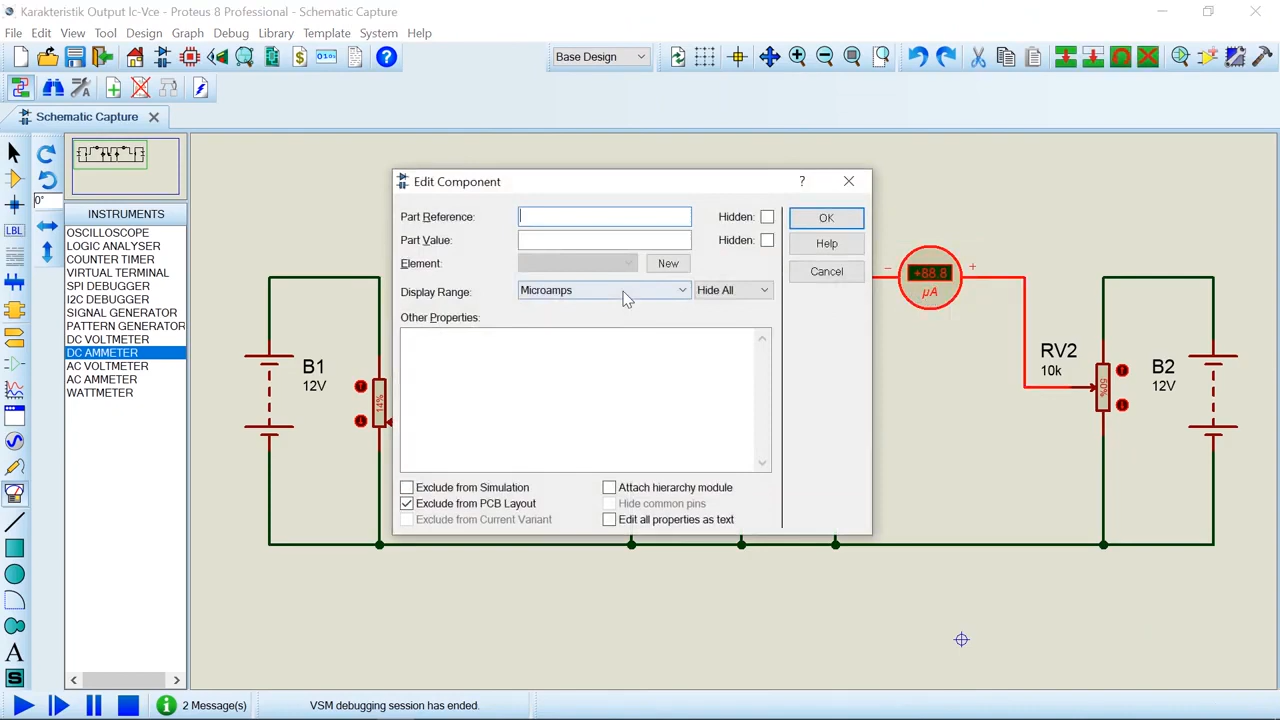 Karakteristik Output Ic-Vce - Proteus 8 Professional - Schematic Capture
File Edit View Tool Design Graph Debug Library Template System Help
Base Design
Schematic Capture
0°
LBL
INSTRUMENTS
OSCILLOSCOPE
LOGIC ANALYSER
COUNTER TIMER
VIRTUAL TERMINAL
SPI DEBUGGER
I2C DEBUGGER
SIGNAL GENERATOR
PATTERN GENERATOR
DC VOLTMETER
DC AMMETER
AC VOLTMETER
AC AMMETER
WATTMETER
Edit Component
Part Reference:
Hidden:
OK
Part Value:
Hidden:
Help
Element:
New
Cancel
Display Range:
Microamps
Hide All
Other Properties:
Exclude from Simulation
Attach hierarchy module
Exclude from PCB Layout
Hide common pins
Exclude from Current Variant
Edit all properties as text
B1
12V
14%
+88.8
µA
RV2
10k
50%
B2
12V
2 Message(s)
VSM debugging session has ended.